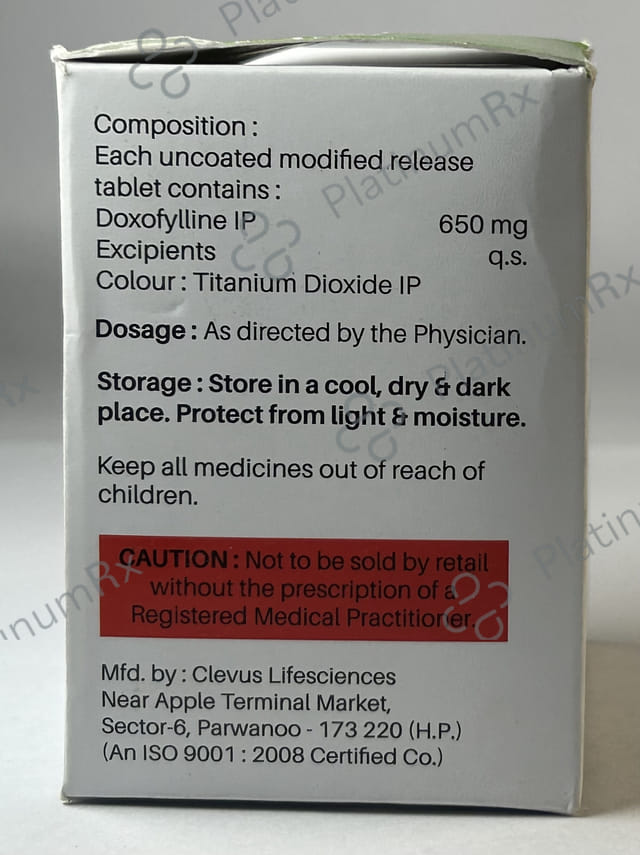 Composition :
Each uncoated modified release
tablet contains :
Doxofylline IP 650 mg
Excipients q.s.
Colour : Titanium Dioxide IP
Dosage : As directed by the Physician.
Storage : Store in a cool, dry & dark
place. Protect from light & moisture.
Keep all medicines out of reach of
children.
CAUTION : Not to be sold by retail
without the prescription of a
Registered Medical Practitioner.
Mfd. by : Clevus Lifesciences
Near Apple Terminal Market,
Sector-6, Parwanoo - 173 220 (H.P.)
(An ISO 9001 : 2008 Certified Co.)
PlatinumRx
PlatinumRx
PlatinumRx